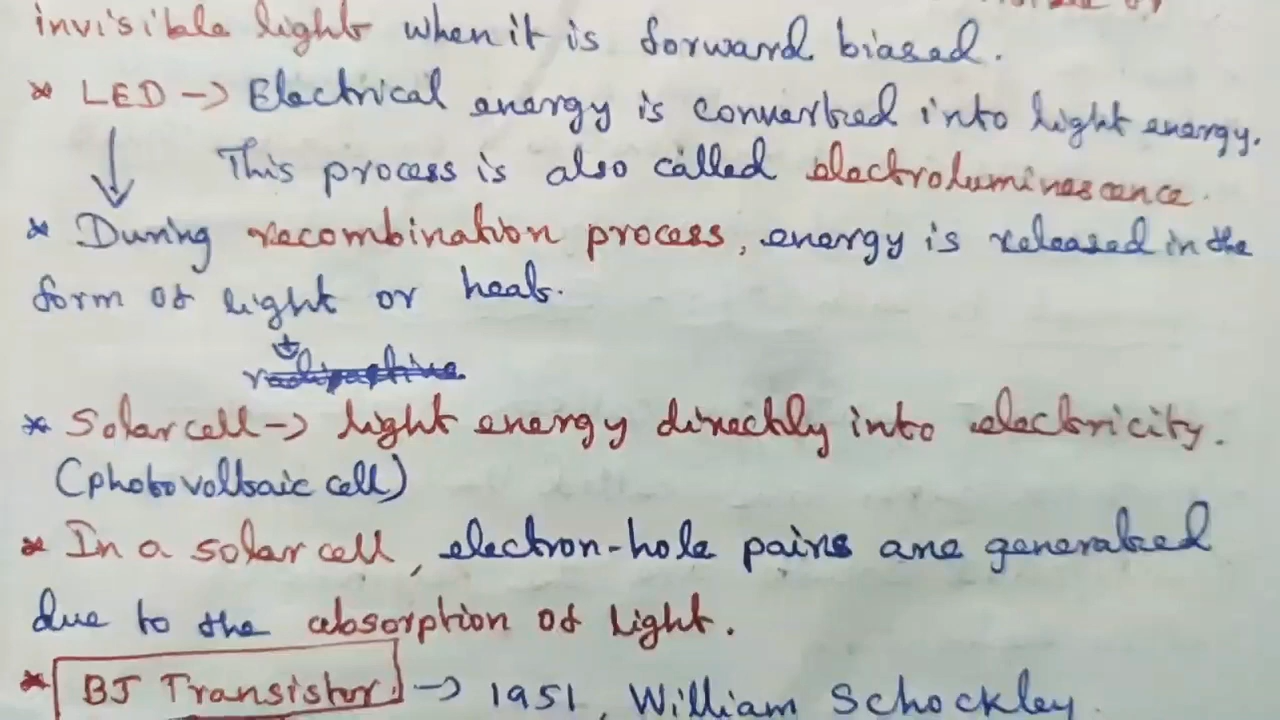 invisible light when it is forward biased.
* LED -> Electrical energy is converted into light energy.
This process is also called electroluminescence.
* During recombination process, energy is released in the
form of light or heat.
* Solar cell -> light energy directly into electricity.
(photovoltaic cell)
* In a solar cell, electron-hole pairs are generated
due to the absorption of light.
* BJ Transistor -> 1951, William Schockley.